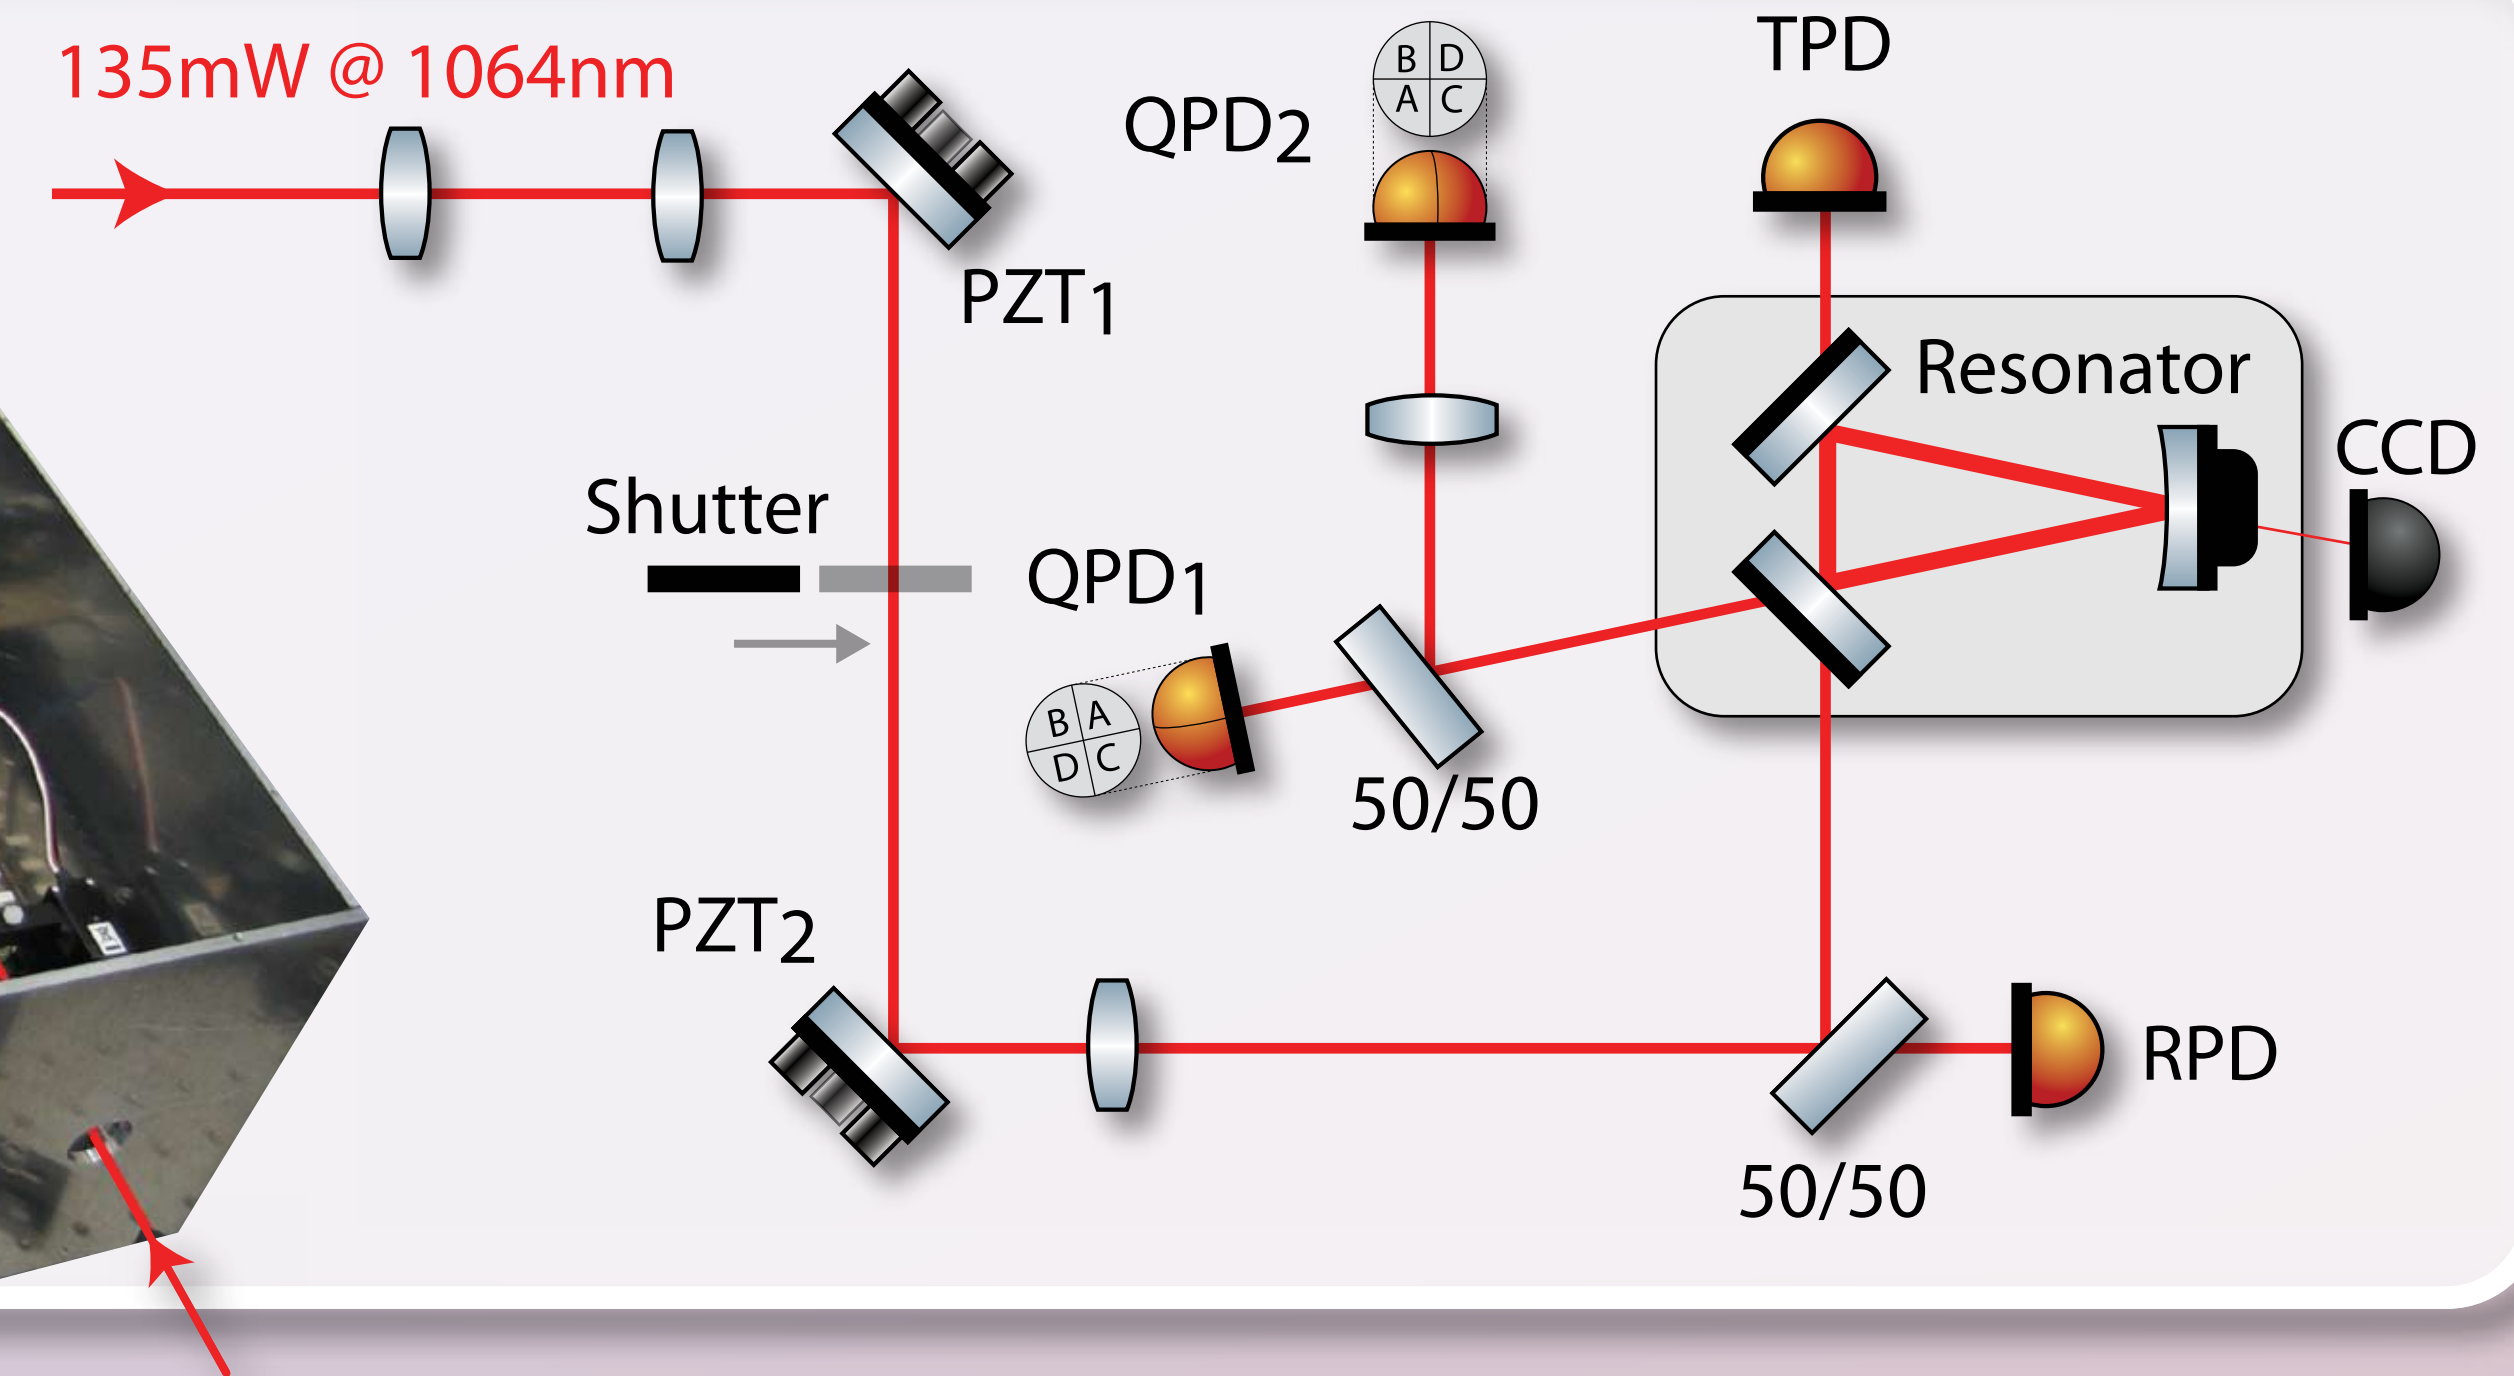 135mW @ 1064nm
PZT1
QPD2
B D
A C
TPD
Resonator
CCD
Shutter
QPD1
B A
D C
50/50
PZT2
RPD
50/50